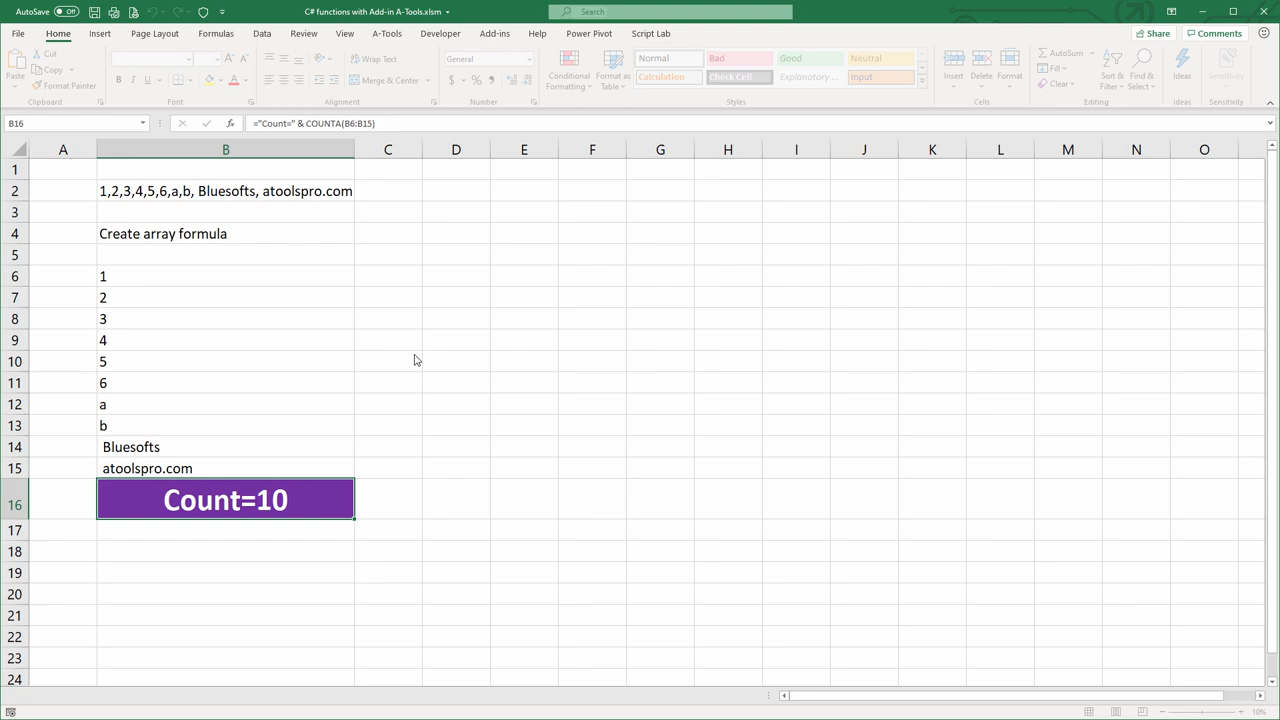 AutoSave Off C# functions with Add-in A-Tools.xlsm Search
File Home Insert Page Layout Formulas Data Review View A-Tools Developer Add-ins Help Power Pivot Script Lab Share Comments
Paste Cut Copy Format Painter Clipboard
B I U Font
Wrap Text Merge & Center Alignment
General $ % Number
Conditional Formatting Format as Table
Normal Bad Good Neutral
Calculation Check Cell Explanatory ... Input
Styles
Insert Delete Format Cells
AutoSum Fill Clear Sort & Filter Find & Select Editing
Ideas Ideas
Sensitivity Sensitivity
B16 fx ="Count=" & COUNTA(B6:B15)
A B C D E F G H I J K L M N O
1
2 1,2,3,4,5,6,a,b, Bluesofts, atoolspro.com
3
4 Create array formula
5
6 1
7 2
8 3
9 4
10 5
11 6
12 a
13 b
14 Bluesofts
15 atoolspro.com
16 Count=10
17
18
19
20
21
22
23
24
10%